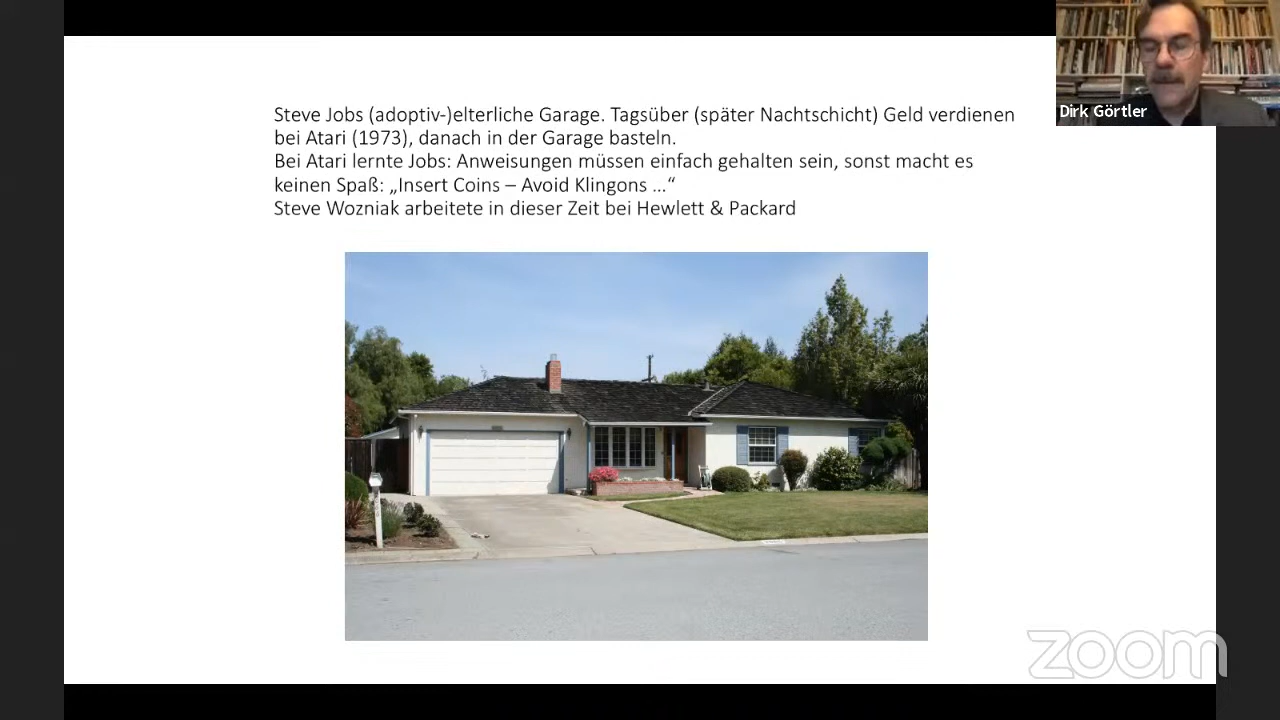 Steve Jobs (adoptiv-)elterliche Garage. Tagsüber (später Nachtschicht) Geld verdienen
bei Atari (1973), danach in der Garage basteln.
Bei Atari lernte Jobs: Anweisungen müssen einfach gehalten sein, sonst macht es
keinen Spaß: „Insert Coins – Avoid Klingons ...“
Steve Wozniak arbeitete in dieser Zeit bei Hewlett & Packard
Dirk Görtler
zoom